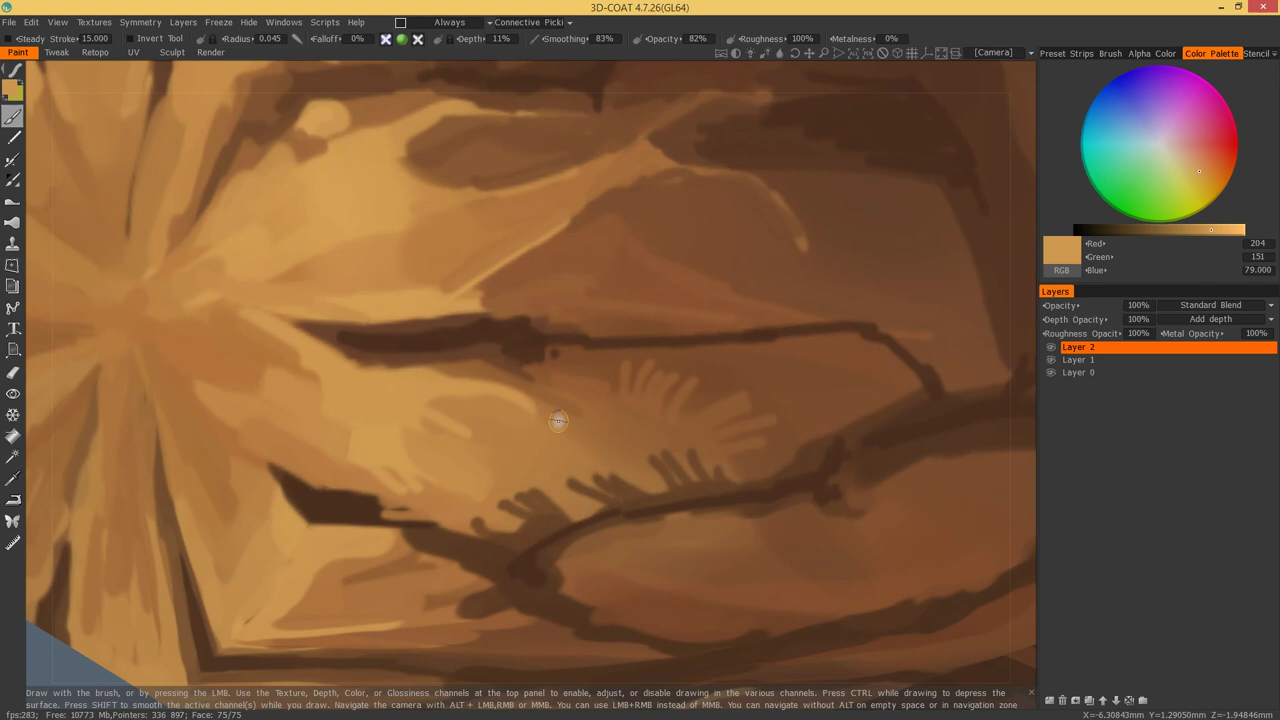 3D-COAT 4.7.26(GL64)
File Edit View Textures Symmetry Layers Freeze Hide Windows Scripts Help Always Connective Picki
Steady Stroke 15.000 Invert Tool Radius 0.045 Falloff 0% Depth 11% Smoothing 83% Opacity 82% Roughness 100% Metalness 0%
Paint Tweak Retopo UV Sculpt Render [Camera] Preset Strips Brush Alpha Color Color Palette Stencil
Red 204
Green 151
RGB Blue 79.000
Layers
Opacity 100% Standard Blend
Depth Opacity 100% Add depth
Roughness Opacit 100% Metal Opacity 100%
Layer 2
Layer 1
Layer 0
Draw with the brush, or by pressing the LMB. Use the Texture, Depth, Color, or Glossiness channels at the top panel to enable, adjust, or disable drawing in the various channels. Press CTRL while drawing to depress the
surface. Press SHIFT to smooth the active channel(s) while you draw. Navigate the camera with ALT + LMB,RMB or MMB. You can use LMB+RMB instead of MMB. You can navigate without ALT on empty space or in navigation zone
fps:283; Free: 10773 Mb,Pointers: 336 897; Face: 75/75 X=-6.30843mm Y=1.29050mm Z=-1.94846mm